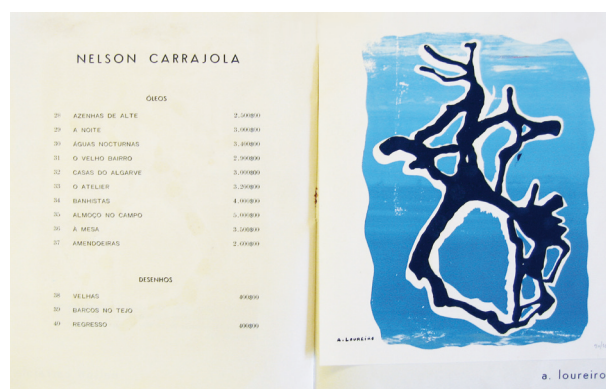 NELSON CARRAJOLA
ÓLEOS
28 AZENHAS DE ALTE 2.500$00
29 A NOITE 3.000$00
30 ÁGUAS NOCTURNAS 3.400$00
31 O VELHO BAIRRO 2.900$00
32 CASAS DO ALGARVE 3.000$00
33 O ATELIER 3.200$00
34 BANHISTAS 4.000$00
35 ALMOÇO NO CAMPO 5.000$00
36 À MESA 3.500$00
37 AMENDOEIRAS 2.000$00
DESENHOS
38 VELHAS 400$00
39 BARCOS NO TEJO
40 REGRESSO 400$00
A. LOUREIRO
a. loureiro